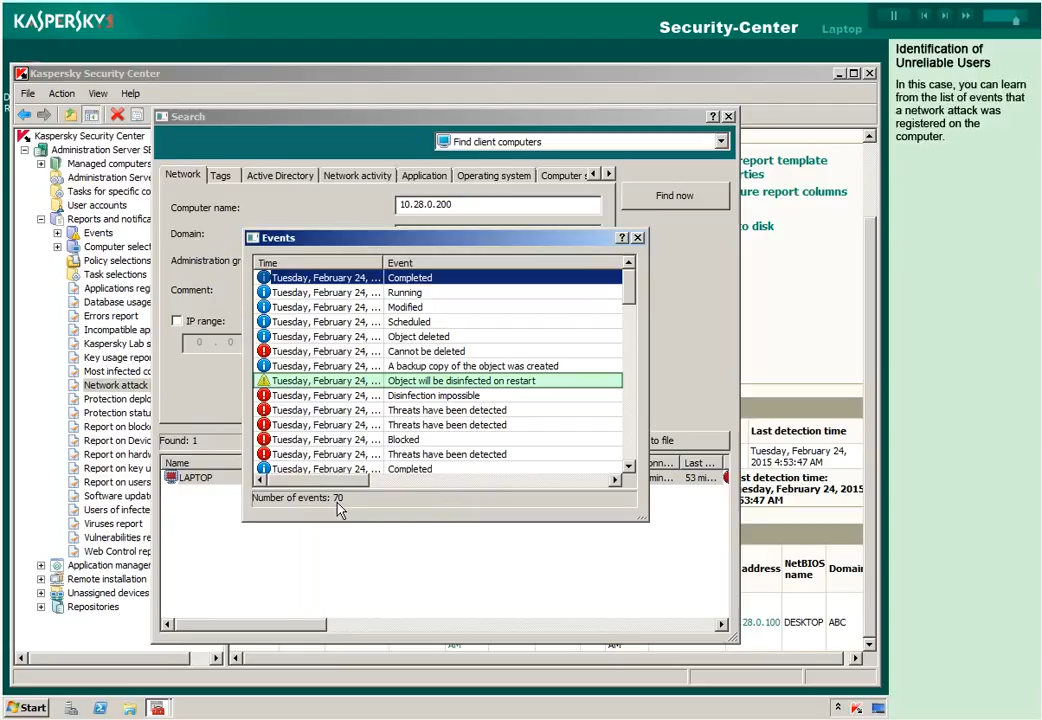 KASPERSKY
Security-Center
Laptop
Identification of
Unreliable Users
In this case, you can learn
from the list of events that
a network attack was
registered on the
computer.
Kaspersky Security Center
File Action View Help
Kaspersky Security Center
Administration Server SE
Managed computers
Administration Serve
Tasks for specific co
User accounts
Reports and notifica
Events
Computer select
Policy selections
Task selections
Applications reg
Database usage
Errors report
Incompatible ap
Kaspersky Lab s
Key usage repor
Most infected co
Network attack
Protection deplo
Protection statu
Report on block
Report on Devic
Report on hardw
Report on key u
Report on users
Software updat
Users of infecte
Viruses report
Vulnerabilities re
Web Control rep
Application manager
Remote installation
Unassigned devices
Repositories
Search
Find client computers
Network Tags Active Directory Network activity Application Operating system Computer s
Find now
Computer name: 10.28.0.200
Domain:
Administration gr
Comment:
IP range:
0 . 0
Found: 1
to file
Name
onn... Last ...
LAPTOP
min... 53 mi...
Events
Time Event
Tuesday, February 24, ... Completed
Tuesday, February 24, ... Running
Tuesday, February 24, ... Modified
Tuesday, February 24, ... Scheduled
Tuesday, February 24, ... Object deleted
Tuesday, February 24, ... Cannot be deleted
Tuesday, February 24, ... A backup copy of the object was created
Tuesday, February 24, ... Object will be disinfected on restart
Tuesday, February 24, ... Disinfection impossible
Tuesday, February 24, ... Threats have been detected
Tuesday, February 24, ... Threats have been detected
Tuesday, February 24, ... Blocked
Tuesday, February 24, ... Threats have been detected
Tuesday, February 24, ... Completed
Number of events: 70
report template
rties
ure report columns
to disk
Last detection time
Tuesday, February 24,
2015 4:53:47 AM
st detection time:
esday, February 24, 2015
3:47 AM
address NetBIOS
name Domain
28.0.100 DESKTOP ABC
AM
AM
Start